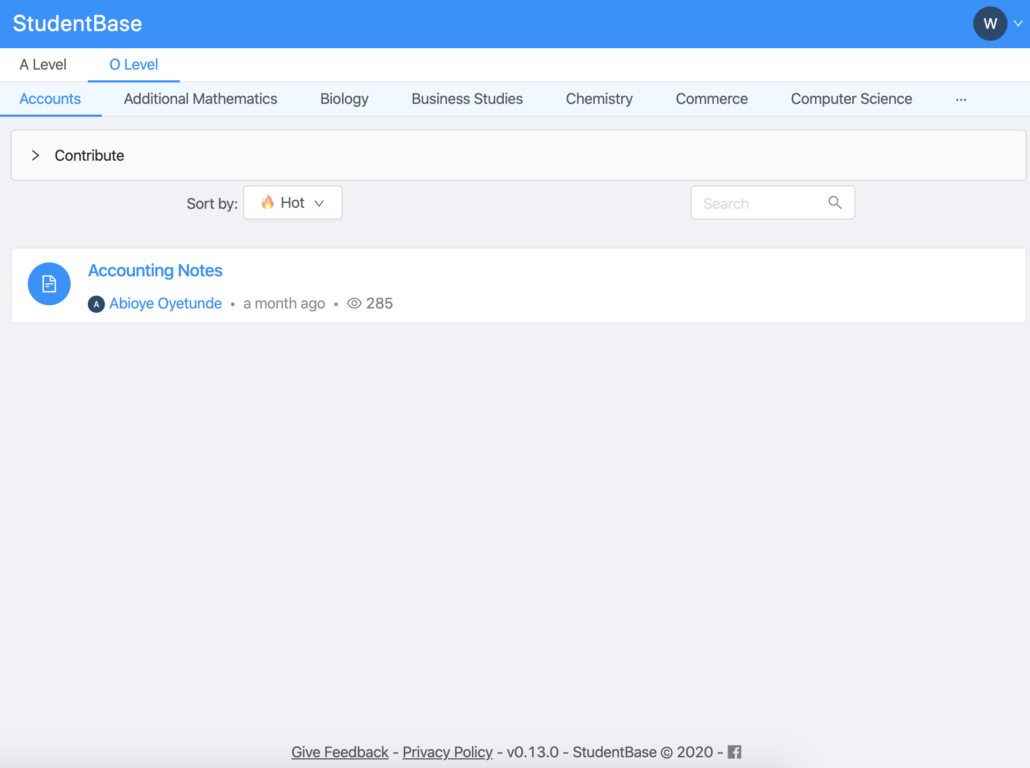 StudentBase W
A Level O Level
Accounts Additional Mathematics Biology Business Studies Chemistry Commerce Computer Science ...
Contribute
Sort by: Hot Search
Accounting Notes
A Abioye Oyetunde • a month ago • 285
Give Feedback - Privacy Policy - v0.13.0 - StudentBase © 2020 -